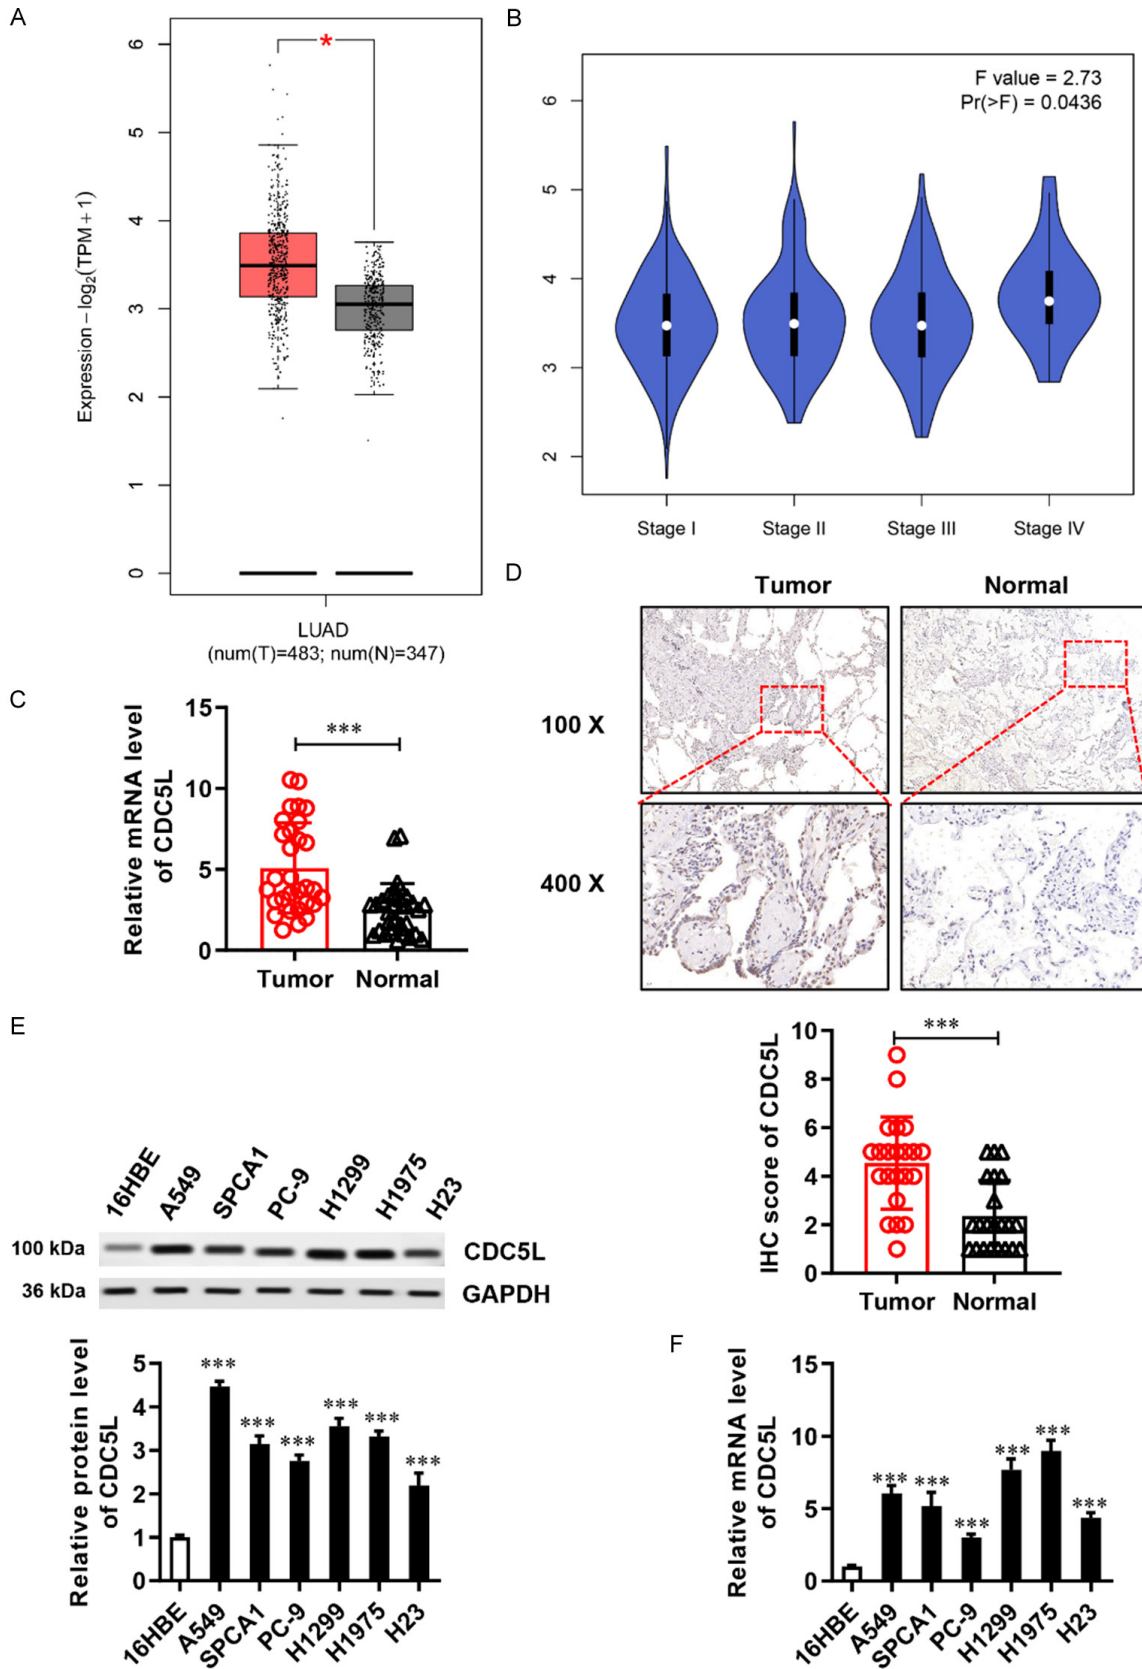 A
6
5
4
3
2
1
0
*
Expression – log2(TPM + 1)
LUAD
(num(T)=483; num(N)=347)
B
F value = 2.73
Pr(>F) = 0.0436
6
5
4
3
2
Stage I
Stage II
Stage III
Stage IV
C
Relative mRNA level
of CDC5L
15
10
5
0
***
Tumor
Normal
D
Tumor
Normal
100 X
400 X
IHC score of CDC5L
10
8
6
4
2
0
***
Tumor
Normal
E
16HBE
A549
SPCA1
PC-9
H1299
H1975
H23
100 kDa
CDC5L
36 kDa
GAPDH
Relative protein level
of CDC5L
5
4
3
2
1
0
***
***
***
***
***
***
16HBE
A549
SPCA1
PC-9
H1299
H1975
H23
F
Relative mRNA level
of CDC5L
15
10
5
0
***
***
***
***
***
***
16HBE
A549
SPCA1
PC-9
H1299
H1975
H23